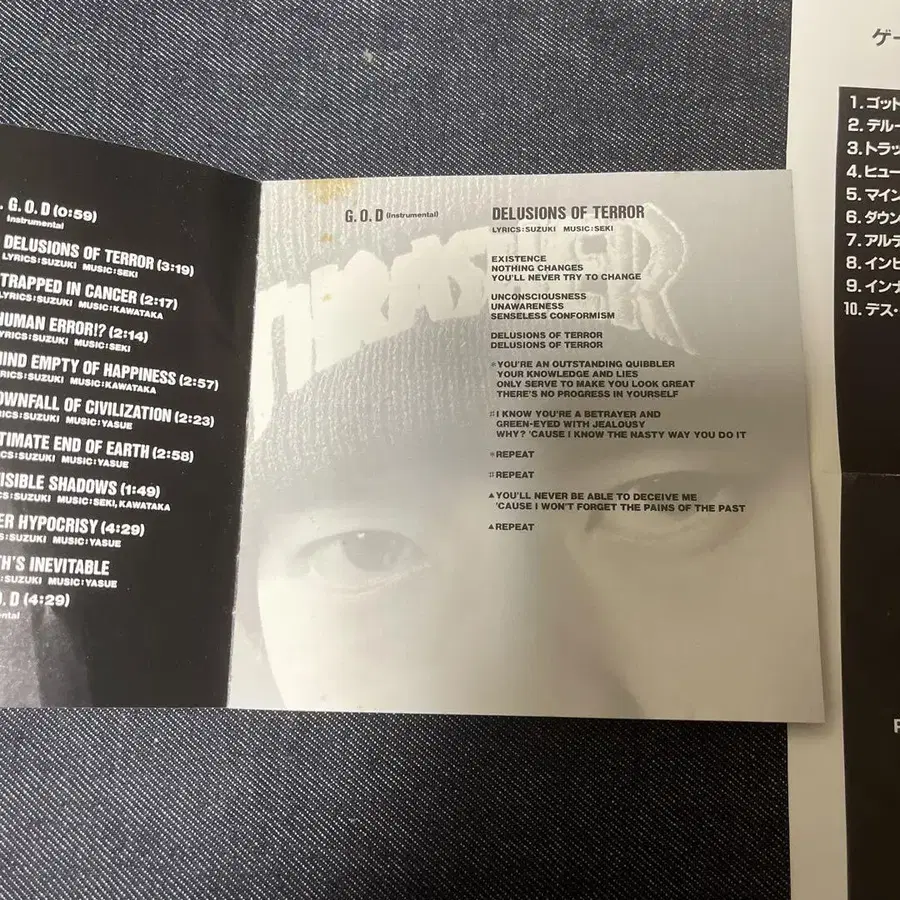 G. O. D (0:59)
Instrumental
DELUSIONS OF TERROR (3:19)
LYRICS:SUZUKI MUSIC:SEKI
TRAPPED IN CANCER (2:17)
LYRICS:SUZUKI MUSIC:KAWATAKA
HUMAN ERROR!? (2:14)
LYRICS:SUZUKI MUSIC:SEKI
MIND EMPTY OF HAPPINESS (2:57)
LYRICS:SUZUKI MUSIC:KAWATAKA
OWNFALL OF CIVILIZATION (2:23)
RICS:SUZUKI MUSIC:YASUE
TIMATE END OF EARTH (2:58)
ICS:SUZUKI MUSIC:YASUE
ISIBLE SHADOWS (1:49)
CS:SUZUKI MUSIC:SEKI, KAWATAKA
ER HYPOCRISY (4:29)
S:SUZUKI MUSIC:YASUE
TH'S INEVITABLE
:SUZUKI MUSIC:YASUE
O. D (4:29)
ental
G. O. D (Instrumental)
THRASHER
DELUSIONS OF TERROR
LYRICS:SUZUKI MUSIC:SEKI
EXISTENCE
NOTHING CHANGES
YOU'LL NEVER TRY TO CHANGE
UNCONSCIOUSNESS
UNAWARENESS
SENSELESS CONFORMISM
DELUSIONS OF TERROR
DELUSIONS OF TERROR
*YOU'RE AN OUTSTANDING QUIBBLER
YOUR KNOWLEDGE AND LIES
ONLY SERVE TO MAKE YOU LOOK GREAT
THERE'S NO PROGRESS IN YOURSELF
#I KNOW YOU'RE A BETRAYER AND
GREEN-EYED WITH JEALOUSY
WHY? 'CAUSE I KNOW THE NASTY WAY YOU DO IT
*REPEAT
#REPEAT
▲YOU'LL NEVER BE ABLE TO DECEIVE ME
'CAUSE I WON'T FORGET THE PAINS OF THE PAST
▲REPEAT
ゲー
1.ゴット
2.デルー
3.トラッ
4.ヒュー
5.マイン
6.ダウン
7.アルテ
8.インビ
9.インナ
10.デス・